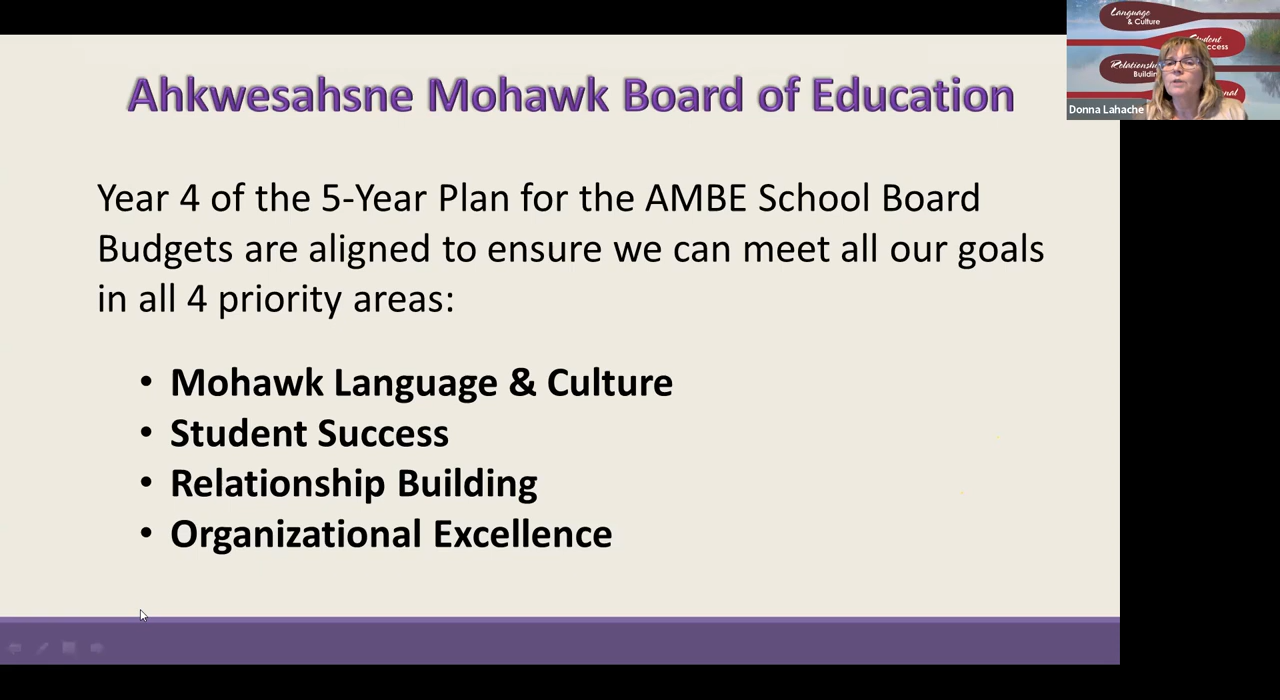 Ahkwesahsne Mohawk Board of Education
Year 4 of the 5-Year Plan for the AMBE School Board
Budgets are aligned to ensure we can meet all our goals
in all 4 priority areas:
• Mohawk Language & Culture
• Student Success
• Relationship Building
• Organizational Excellence
Language
& Culture
Student
Relationship
Donna Lahache